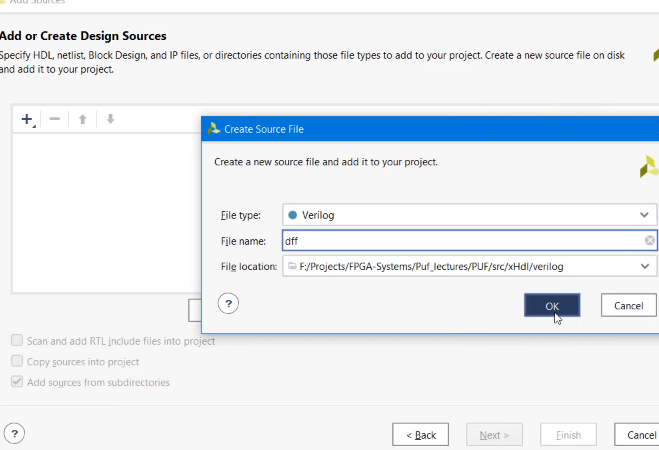 Add Sources
Add or Create Design Sources
Specify HDL, netlist, Block Design, and IP files, or directories containing those file types to add to your project. Create a new source file on disk
and add it to your project.
Create Source File
Create a new source file and add it to your project.
File type:
Verilog
File name:
dff
File location:
F:/Projects/FPGA-Systems/Puf_lectures/PUF/src/xHdl/verilog
?
OK
Cancel
Scan and add RTL include files into project
Copy sources into project
Add sources from subdirectories
?
< Back
Next >
Finish
Cancel